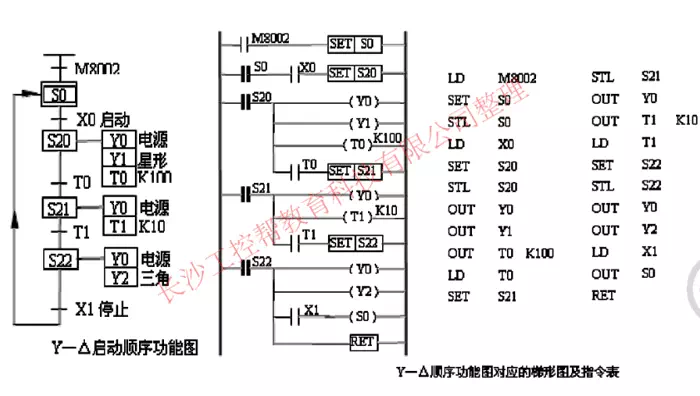 M8002
S0
X0 启动
S20 Y0 电源
Y1 星形
T0 K100
T0
S21 Y0 电源
T1 K10
T1
S22 Y0 电源
Y2 三角
X1 停止
Y—△启动顺序功能图
M8002 SET S0
S0 X0 SET S20
S20 Y0
Y1
T0 K100
T0 SET S21
S21 Y0
T1 K10
T1 SET S22
S22 Y0
Y2
X1 S0
RET
LD M8002 STL S21
SET S0 OUT Y0
STL S0 OUT T1 K10
LD X0 LD T1
SET S20 SET S22
STL S20 STL S22
OUT Y0 OUT Y0
OUT Y1 OUT Y2
OUT T0 K100 LD X1
LD T0 OUT S0
SET S21 RET
Y—△顺序功能图对应的梯形图及指令表
长沙工控帮教育科技有限公司整理